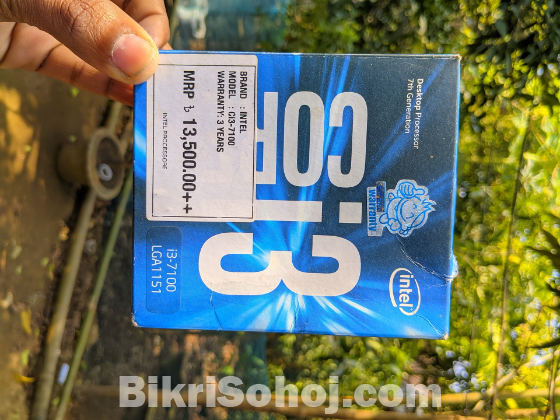 Desktop Processor
7th Generation
BRAND : INTEL
MODEL : Ci3-7100
WARRANTY: 3 YEARS
MRP ৳ 13,500.00++
INTEL PROCESSOR
CORE
i3
warranty
i3-7100
LGA1151
intel
BikriSohoj.com